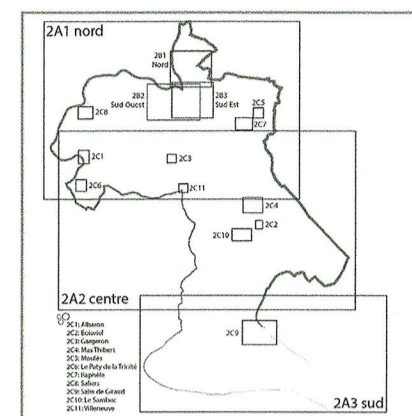 2A1 nord
2B1
Nord
2B2
Sud Ouest
2B3
Sud Est
2C5
2C8
2C7
2C1
2C3
2C6
2C11
2C4
2C2
2C10
2A2 centre
2C9
2C1: Albaron
2C2: Boisviel
2C3: Gageron
2C4: Mas Thibert
2C5: Moulès
2C6: Le Paty de la Trinité
2C7: Raphèle
2C8: Saliers
2C9: Salin de Giraud
2C10: Le Sambuc
2C11: Villeneuve
2A3 sud